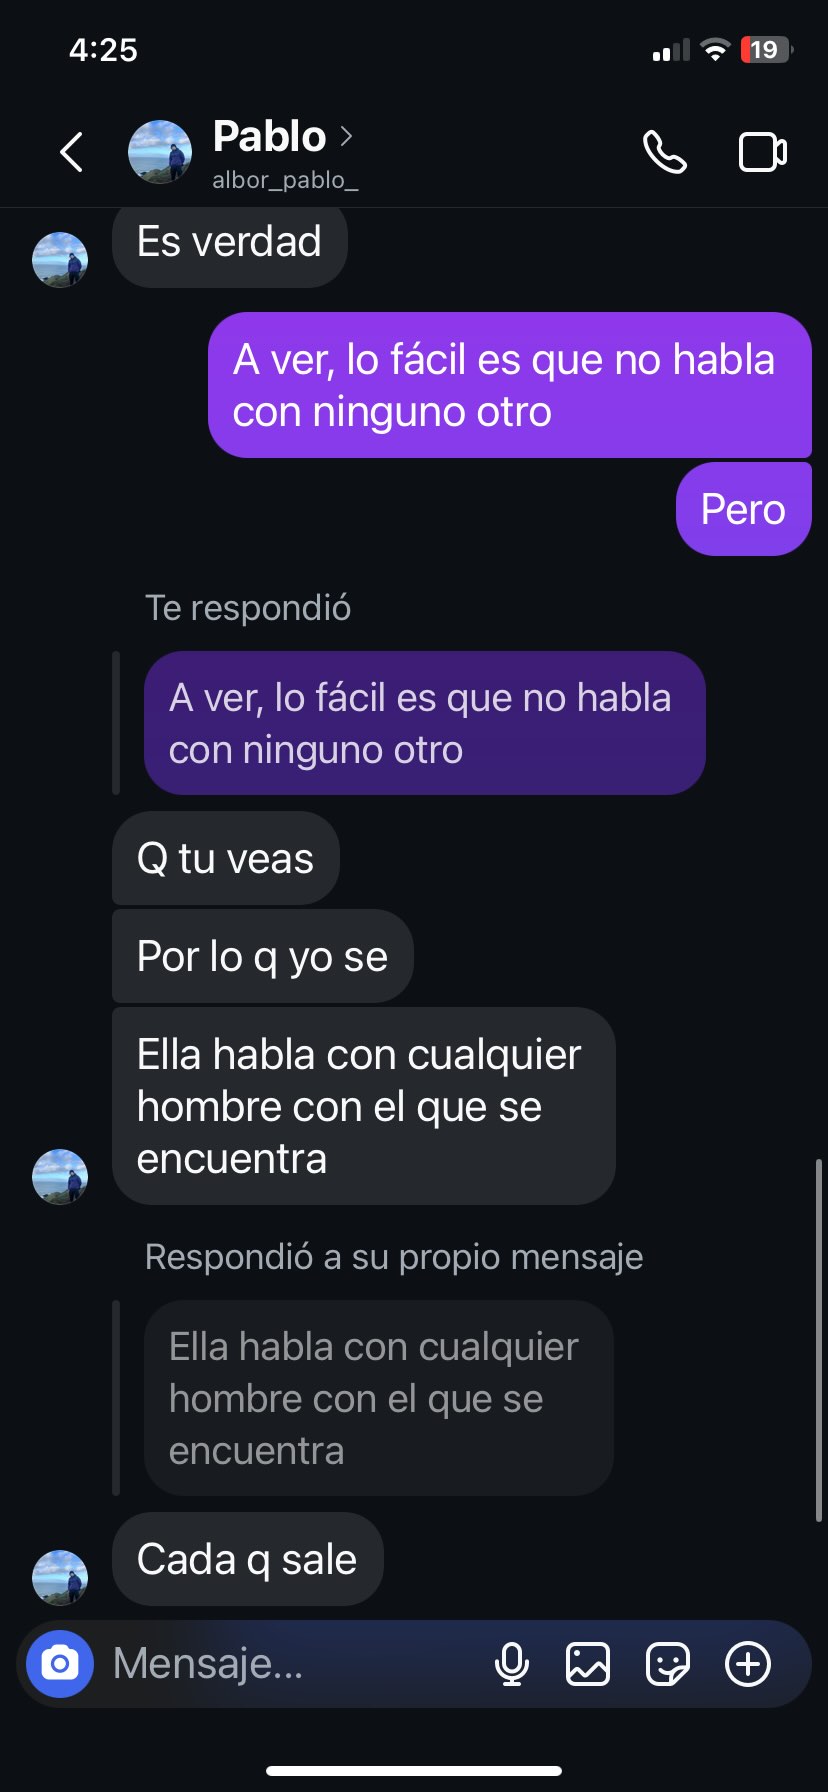 4:25
19
Pablo
albor_pablo_
Es verdad
A ver, lo fácil es que no habla
con ninguno otro
Pero
Te respondió
A ver, lo fácil es que no habla
con ninguno otro
Q tu veas
Por lo q yo se
Ella habla con cualquier
hombre con el que se
encuentra
Respondió a su propio mensaje
Ella habla con cualquier
hombre con el que se
encuentra
Cada q sale
Mensaje...